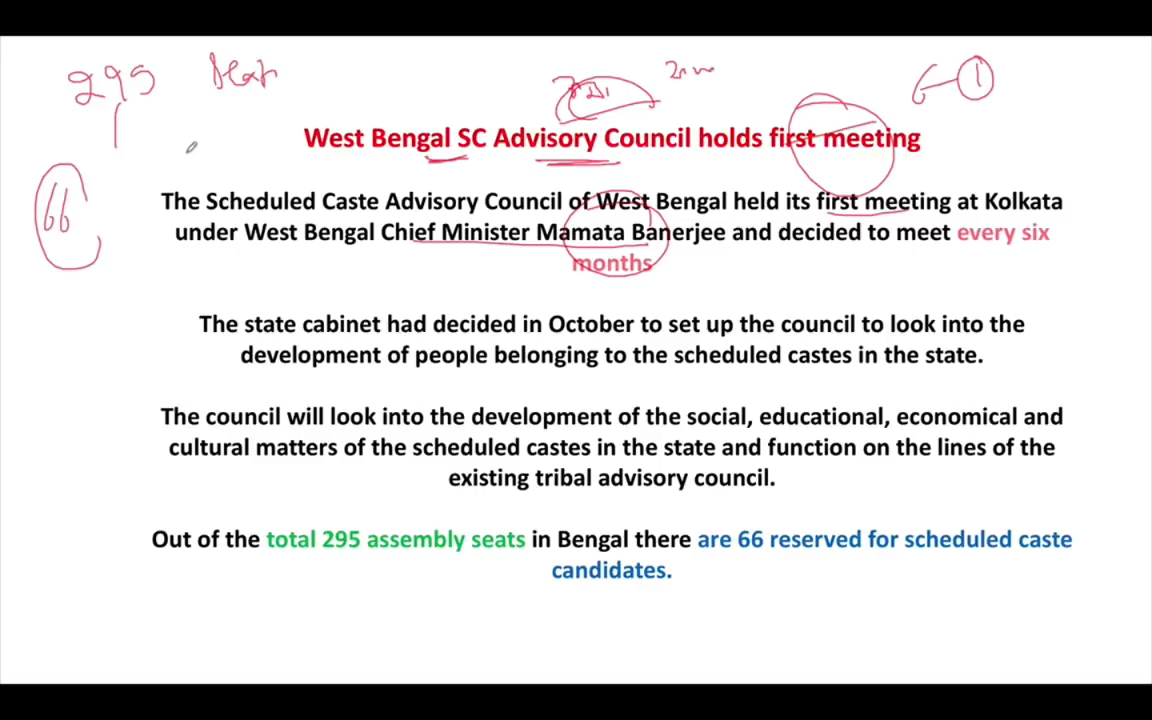 295 Seat
6 1
West Bengal SC Advisory Council holds first meeting
66
The Scheduled Caste Advisory Council of West Bengal held its first meeting at Kolkata
under West Bengal Chief Minister Mamata Banerjee and decided to meet every six
months
The state cabinet had decided in October to set up the council to look into the
development of people belonging to the scheduled castes in the state.
The council will look into the development of the social, educational, economical and
cultural matters of the scheduled castes in the state and function on the lines of the
existing tribal advisory council.
Out of the total 295 assembly seats in Bengal there are 66 reserved for scheduled caste
candidates.